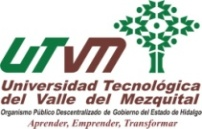 UTVM
Universidad Tecnológica
del Valle del Mezquital
Organismo Público Descentralizado de Gobierno del Estado de Hidalgo
Aprender, Emprender, Transformar